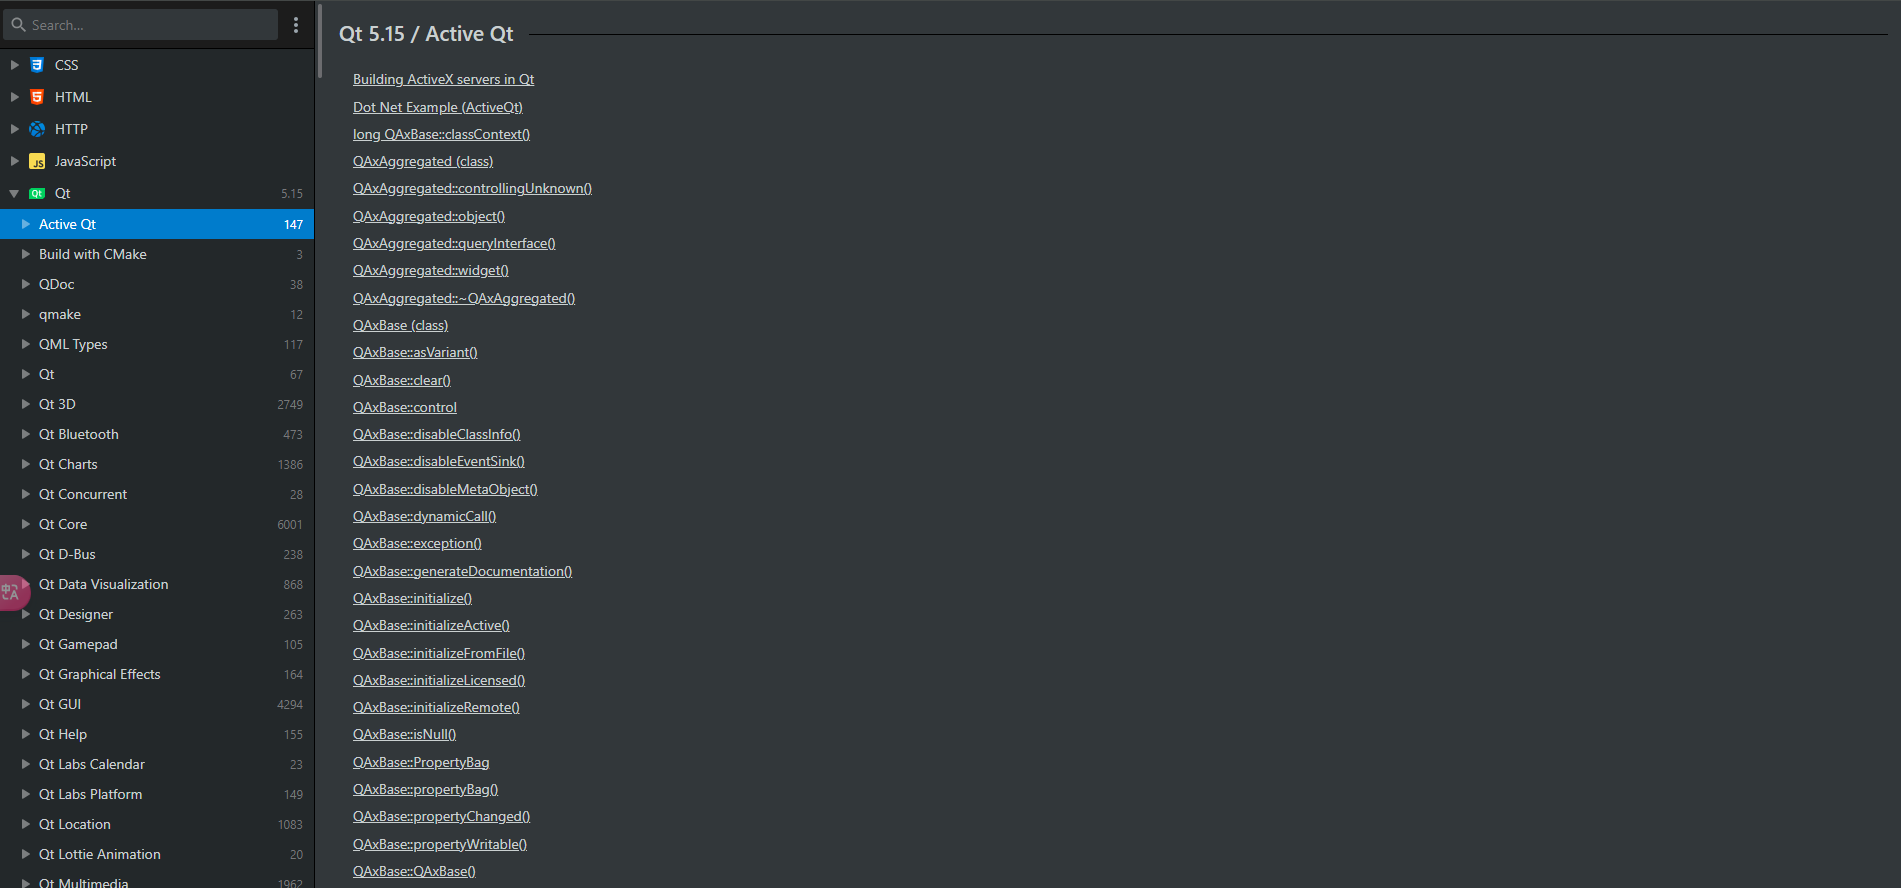 Search...
CSS
HTML
HTTP
JavaScript
Qt 5.15
Active Qt 147
Build with CMake 3
QDoc 38
qmake 12
QML Types 117
Qt 67
Qt 3D 2749
Qt Bluetooth 473
Qt Charts 1386
Qt Concurrent 28
Qt Core 6001
Qt D-Bus 238
Qt Data Visualization 868
Qt Designer 263
Qt Gamepad 105
Qt Graphical Effects 164
Qt GUI 4294
Qt Help 155
Qt Labs Calendar 23
Qt Labs Platform 149
Qt Location 1083
Qt Lottie Animation 20
Qt Multimedia 1962
Qt 5.15 / Active Qt
Building ActiveX servers in Qt
Dot Net Example (ActiveQt)
long QAxBase::classContext()
QAxAggregated (class)
QAxAggregated::controllingUnknown()
QAxAggregated::object()
QAxAggregated::queryInterface()
QAxAggregated::widget()
QAxAggregated::~QAxAggregated()
QAxBase (class)
QAxBase::asVariant()
QAxBase::clear()
QAxBase::control
QAxBase::disableClassInfo()
QAxBase::disableEventSink()
QAxBase::disableMetaObject()
QAxBase::dynamicCall()
QAxBase::exception()
QAxBase::generateDocumentation()
QAxBase::initialize()
QAxBase::initializeActive()
QAxBase::initializeFromFile()
QAxBase::initializeLicensed()
QAxBase::initializeRemote()
QAxBase::isNull()
QAxBase::PropertyBag
QAxBase::propertyBag()
QAxBase::propertyChanged()
QAxBase::propertyWritable()
QAxBase::QAxBase()